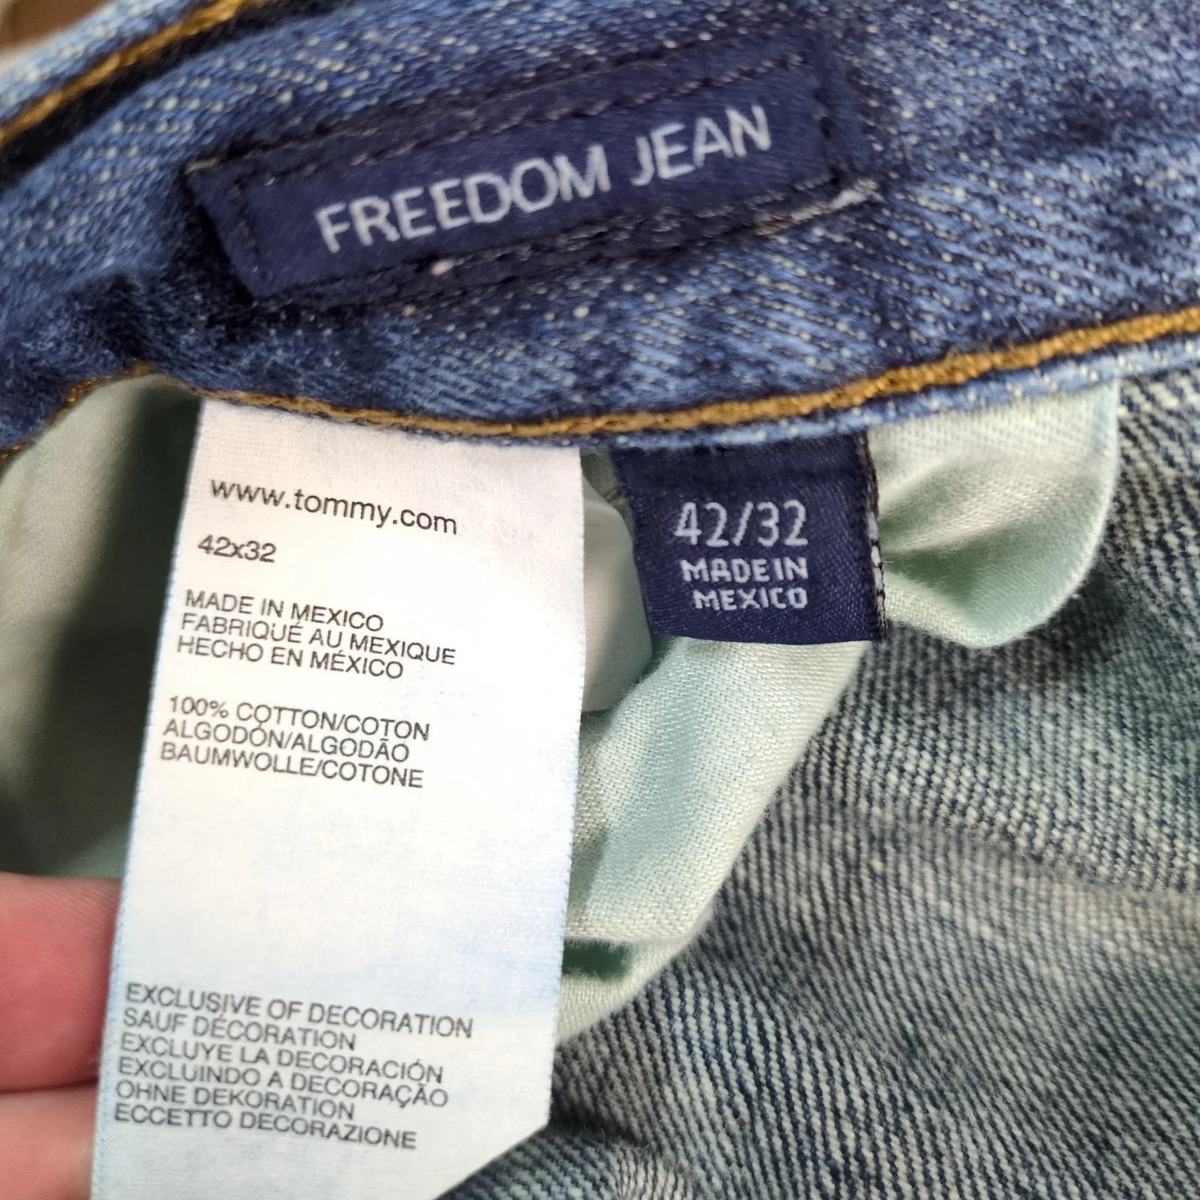 FREEDOM JEAN
www.tommy.com
42x32
MADE IN MEXICO
FABRIQUÉ AU MEXIQUE
HECHO EN MÉXICO
100% COTTON/COTON
ALGODÓN/ALGODÃO
BAUMWOLLE/COTONE
EXCLUSIVE OF DECORATION
SAUF DÉCORATION
EXCLUYE LA DECORACIÓN
EXCLUINDO A DECORAÇÃO
OHNE DEKORATION
ECCETTO DECORAZIONE
42/32
MADE IN
MEXICO